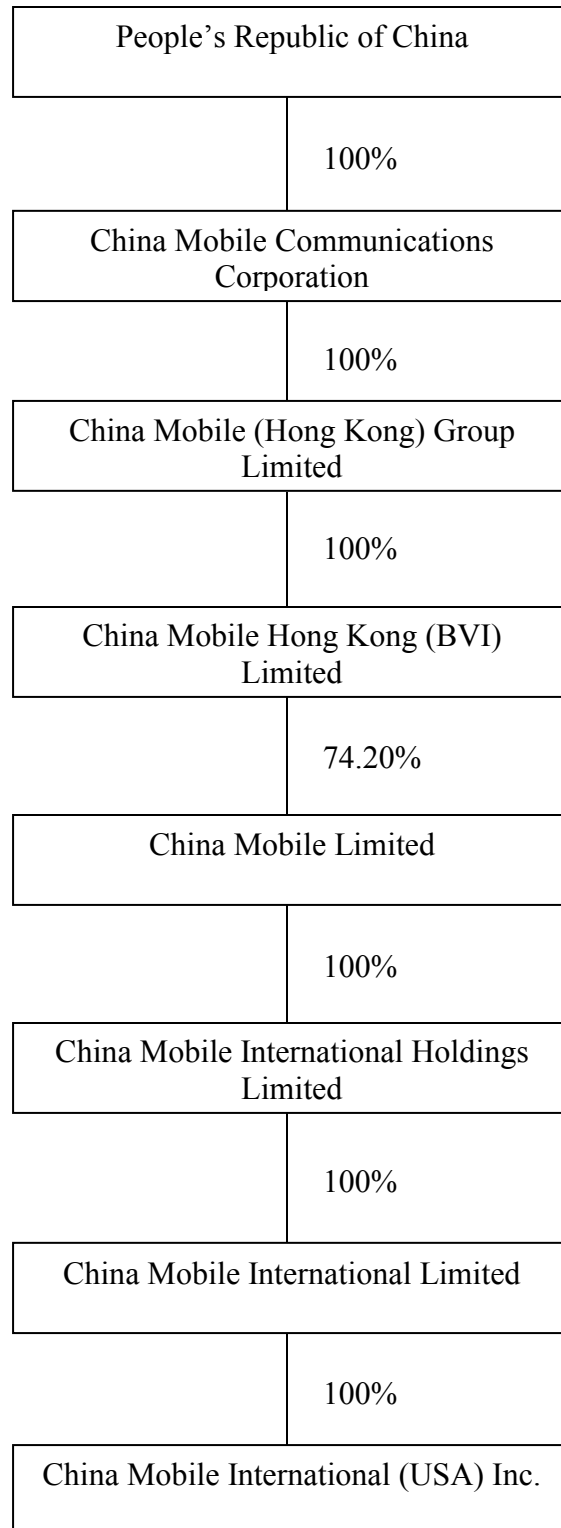 People’s Republic of China
100%
China Mobile Communications
Corporation
100%
China Mobile (Hong Kong) Group
Limited
100%
China Mobile Hong Kong (BVI)
Limited
74.20%
China Mobile Limited
100%
China Mobile International Holdings
Limited
100%
China Mobile International Limited
100%
China Mobile International (USA) Inc.